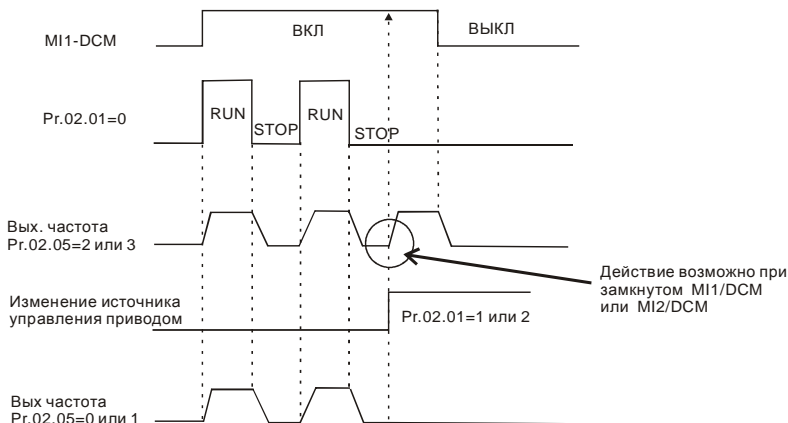 ВКЛ
ВЫКЛ
MI1-DCM
RUN
RUN
Pr.02.01=0
STOP
STOP
Вых. частота
Pr.02.05=2 или 3
Действие возможно при
замкнутом MI1/DCM
или MI2/DCM
Изменение источника
управления приводом
Pr.02.01=1 или 2
Вых частота
Pr.02.05=0 или 1